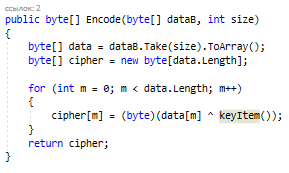 ссылок: 2
public byte[] Encode(byte[] dataB, int size)
{
    byte[] data = dataB.Take(size).ToArray();
    byte[] cipher = new byte[data.Length];
    for (int m = 0; m < data.Length; m++)
    {
        cipher[m] = (byte)(data[m] ^ keyItem());
    }
    return cipher;
}